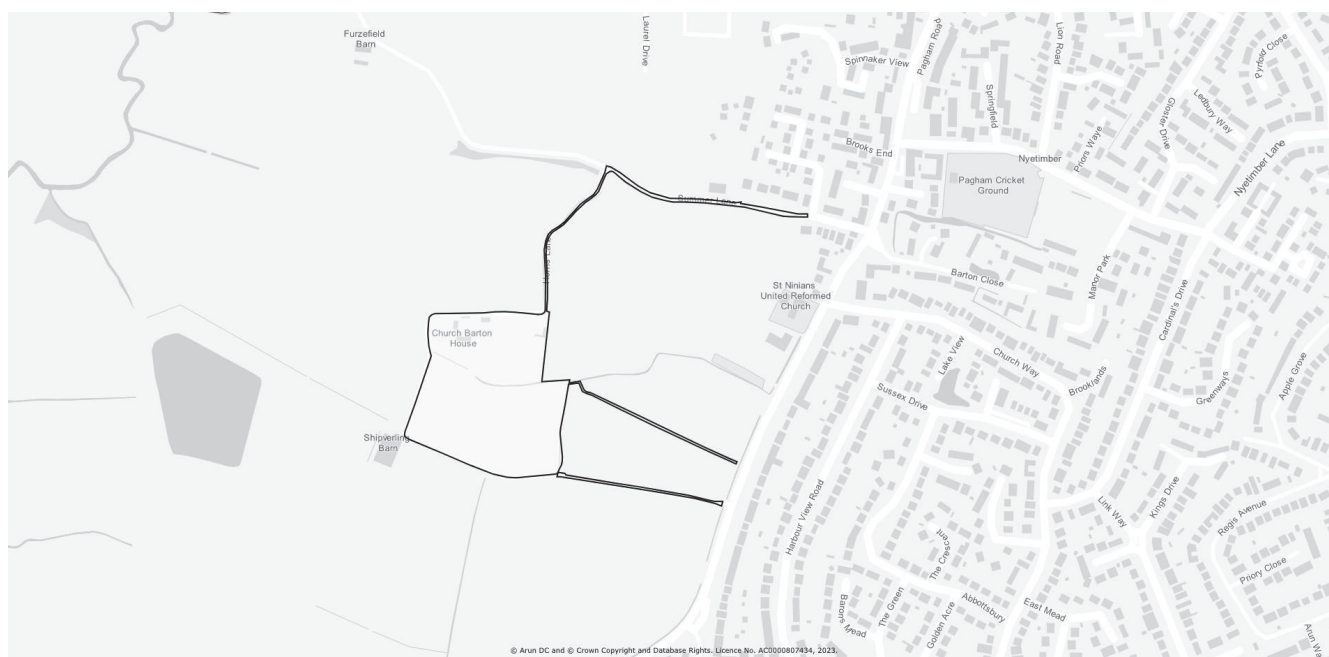 Furzefield
Barn
Laurel Drive
Spinnaker View
Pagham Road
Lion Road
Springfield
Pyrford Close
Ledbury Way
Gloster Drive
Priors Waye
Nyetimber Lane
Brooks End
Nyetimber
Pagham Cricket
Ground
Summer Lane
Barton Close
Manor Park
Cardinal's Drive
St Ninians
United Reformed
Church
Church Barton
House
Church Way
Lake View
Brooklands
Sussex Drive
Greenways
Apple Grove
Shipverling
Barn
Harbour View Road
Link Way
Kings Drive
Regis Avenue
The Crescent
Priory Close
Barons Mead
The Green
Golden Acre
Abbottsbury
East Mead
Arun Wa
© Arun DC and © Crown Copyright and Database Rights. Licence No. AC0000807434, 2023.